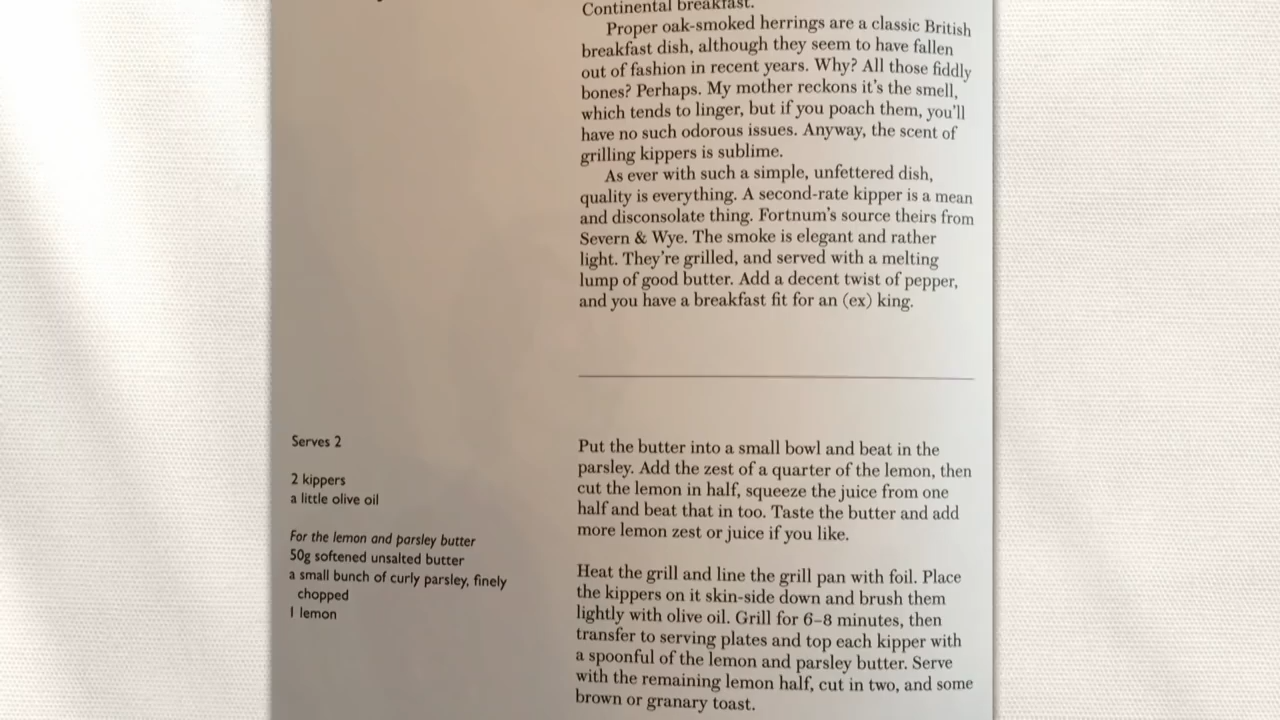 Continental breakfast.
Proper oak-smoked herrings are a classic British
breakfast dish, although they seem to have fallen
out of fashion in recent years. Why? All those fiddly
bones? Perhaps. My mother reckons it's the smell,
which tends to linger, but if you poach them, you'll
have no such odorous issues. Anyway, the scent of
grilling kippers is sublime.
As ever with such a simple, unfettered dish,
quality is everything. A second-rate kipper is a mean
and disconsolate thing. Fortnum's source theirs from
Severn & Wye. The smoke is elegant and rather
light. They're grilled, and served with a melting
lump of good butter. Add a decent twist of pepper,
and you have a breakfast fit for an (ex) king.
Serves 2
2 kippers
a little olive oil
For the lemon and parsley butter
50g softened unsalted butter
a small bunch of curly parsley, finely
chopped
1 lemon
Put the butter into a small bowl and beat in the
parsley. Add the zest of a quarter of the lemon, then
cut the lemon in half, squeeze the juice from one
half and beat that in too. Taste the butter and add
more lemon zest or juice if you like.
Heat the grill and line the grill pan with foil. Place
the kippers on it skin-side down and brush them
lightly with olive oil. Grill for 6–8 minutes, then
transfer to serving plates and top each kipper with
a spoonful of the lemon and parsley butter. Serve
with the remaining lemon half, cut in two, and some
brown or granary toast.